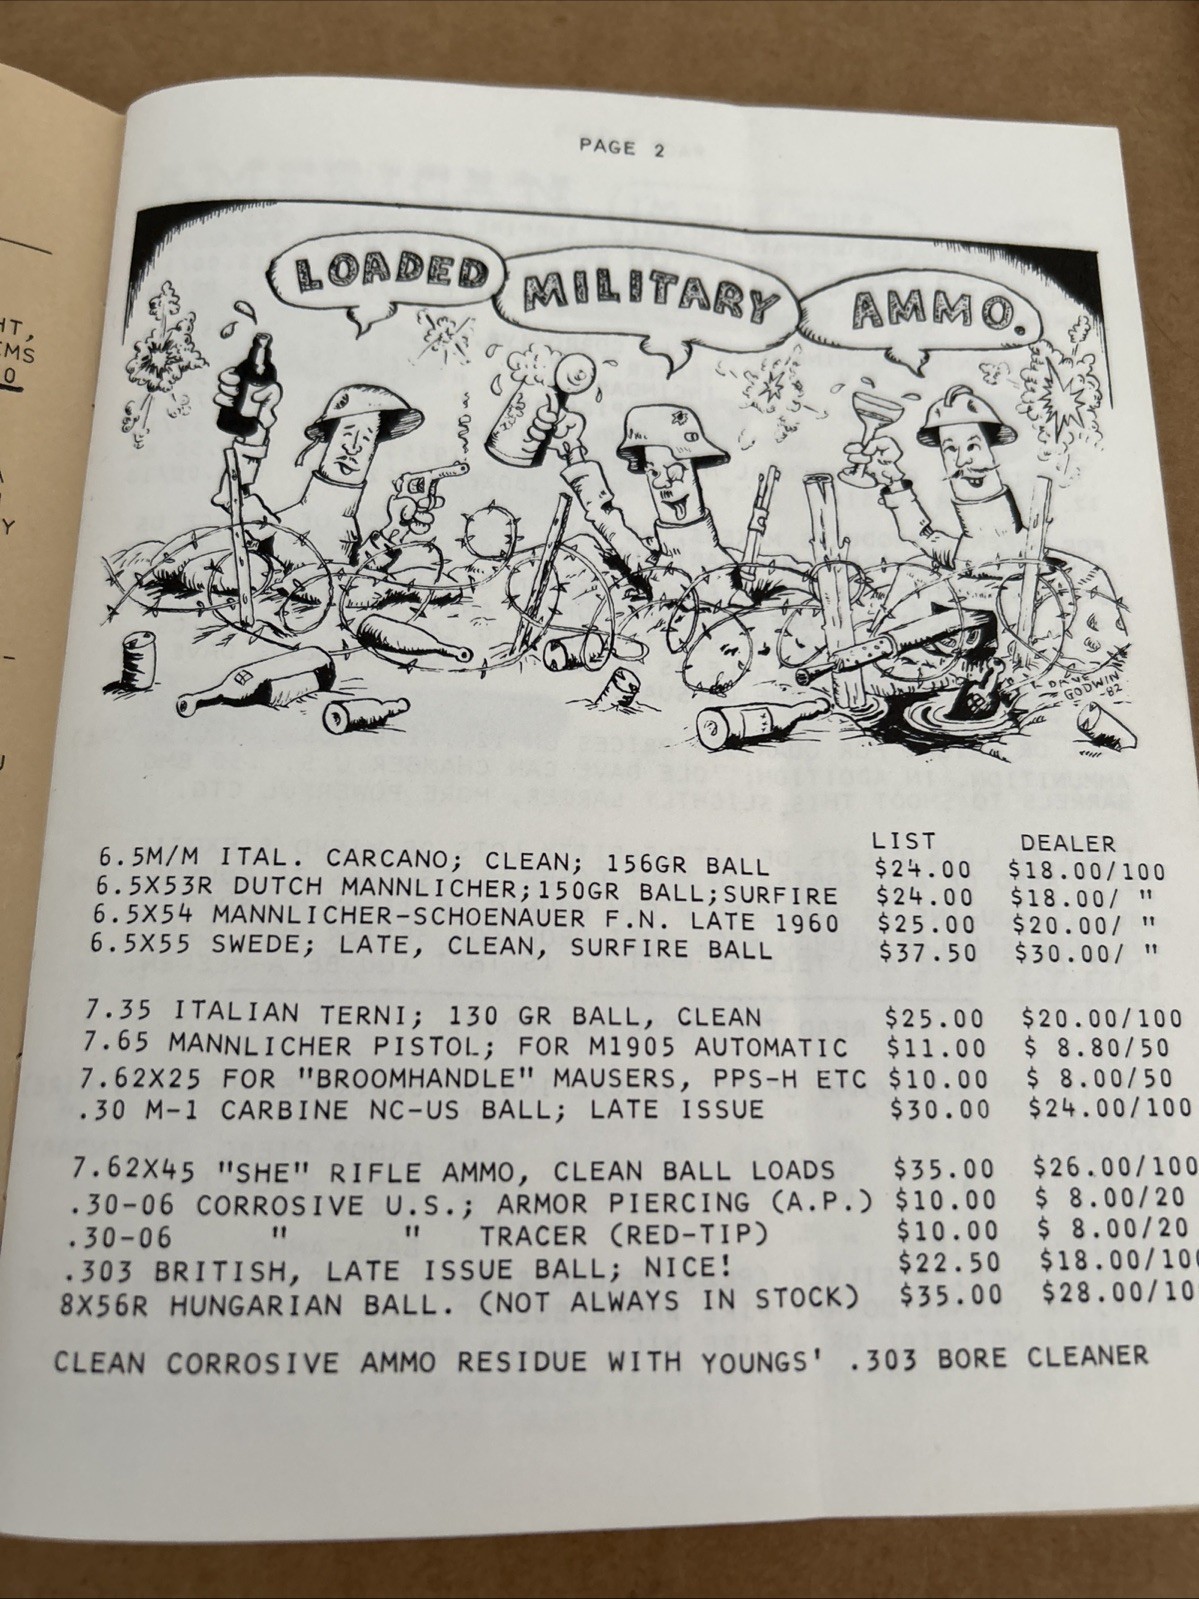 PAGE 2
LOADED MILITARY AMMO.
DAVE
GODWIN
-82
HT,
EMS
0
Y
LIST DEALER
6.5M/M ITAL. CARCANO; CLEAN; 156GR BALL $24.00 $18.00/100
6.5X53R DUTCH MANNLICHER;150GR BALL;SURFIRE $24.00 $18.00/ "
6.5X54 MANNLICHER-SCHOENAUER F.N. LATE 1960 $25.00 $20.00/ "
6.5X55 SWEDE; LATE, CLEAN, SURFIRE BALL $37.50 $30.00/ "
7.35 ITALIAN TERNI; 130 GR BALL, CLEAN $25.00 $20.00/100
7.65 MANNLICHER PISTOL; FOR M1905 AUTOMATIC $11.00 $ 8.80/50
7.62X25 FOR "BROOMHANDLE" MAUSERS, PPS-H ETC $10.00 $ 8.00/50
.30 M-1 CARBINE NC-US BALL; LATE ISSUE $30.00 $24.00/100
7.62X45 "SHE" RIFLE AMMO, CLEAN BALL LOADS $35.00 $26.00/100
.30-06 CORROSIVE U.S.; ARMOR PIERCING (A.P.) $10.00 $ 8.00/20
.30-06 " " TRACER (RED-TIP) $10.00 $ 8.00/20
.303 BRITISH, LATE ISSUE BALL; NICE! $22.50 $18.00/100
8X56R HUNGARIAN BALL. (NOT ALWAYS IN STOCK) $35.00 $28.00/10
CLEAN CORROSIVE AMMO RESIDUE WITH YOUNGS' .303 BORE CLEANER